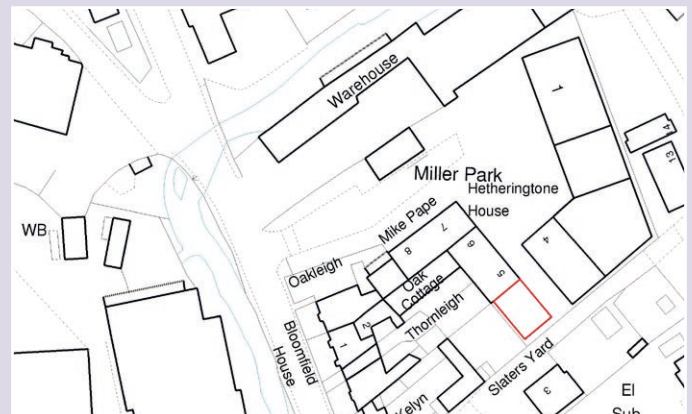 Warehouse
1
14
13
Miller Park
Hetheringtone
House
Mike Pape
7
8
6
5
4
WB
Oakleigh
Oak
Cottage
Thornleigh
2
1
Bloomfield
House
Slaters Yard
Kelyn
3
El
Sub